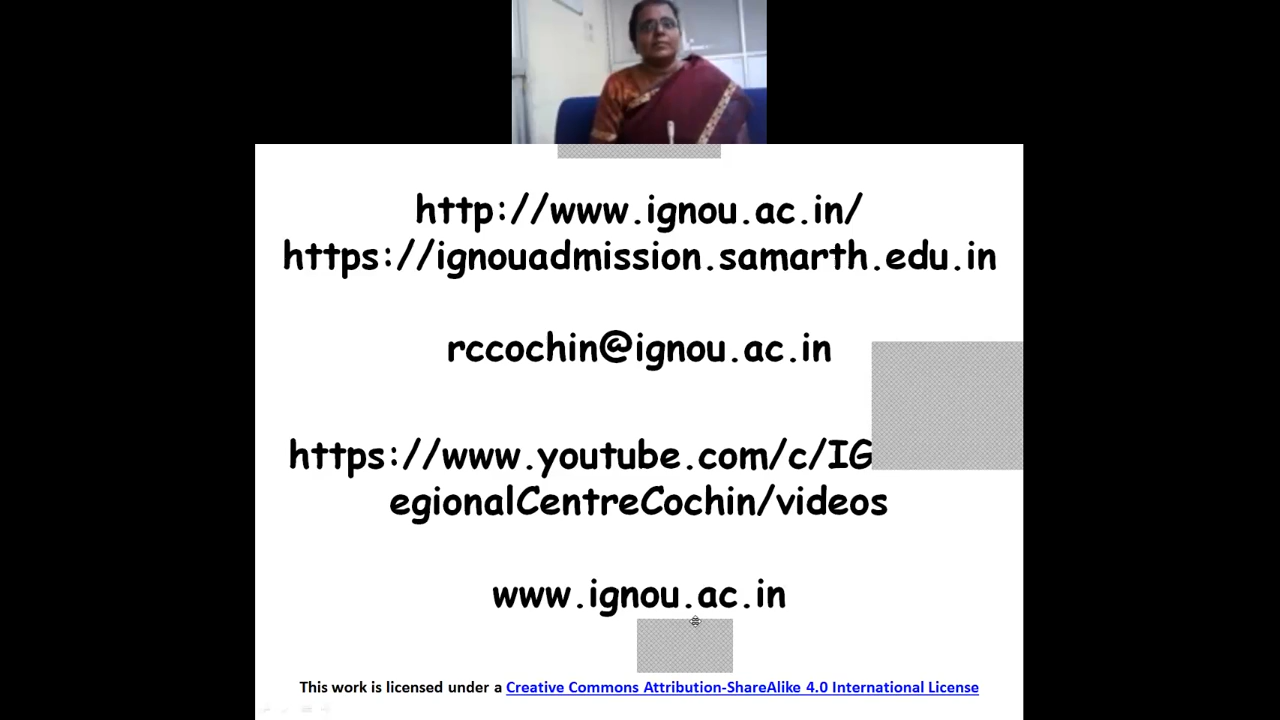 http://www.ignou.ac.in/
https://ignouadmission.samarth.edu.in
rccochin@ignou.ac.in
https://www.youtube.com/c/IG
egionalCentreCochin/videos
www.ignou.ac.in
This work is licensed under a Creative Commons Attribution-ShareAlike 4.0 International License